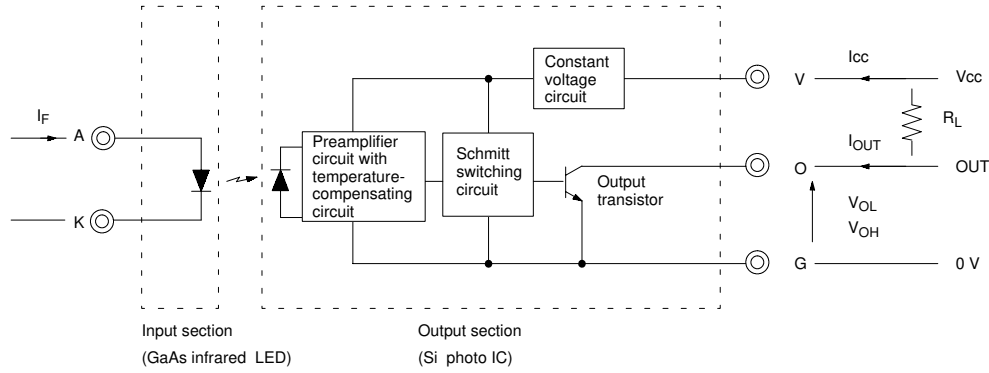 Constant
voltage
circuit
Icc
V
Vcc
IF
A
Preamplifier
circuit with
temperature-
compensating
circuit
Schmitt
switching
circuit
RL
IOUT
O
OUT
Output
transistor
K
VOL
VOH
G
0 V
Input section
(GaAs infrared LED)
Output section
(Si photo IC)